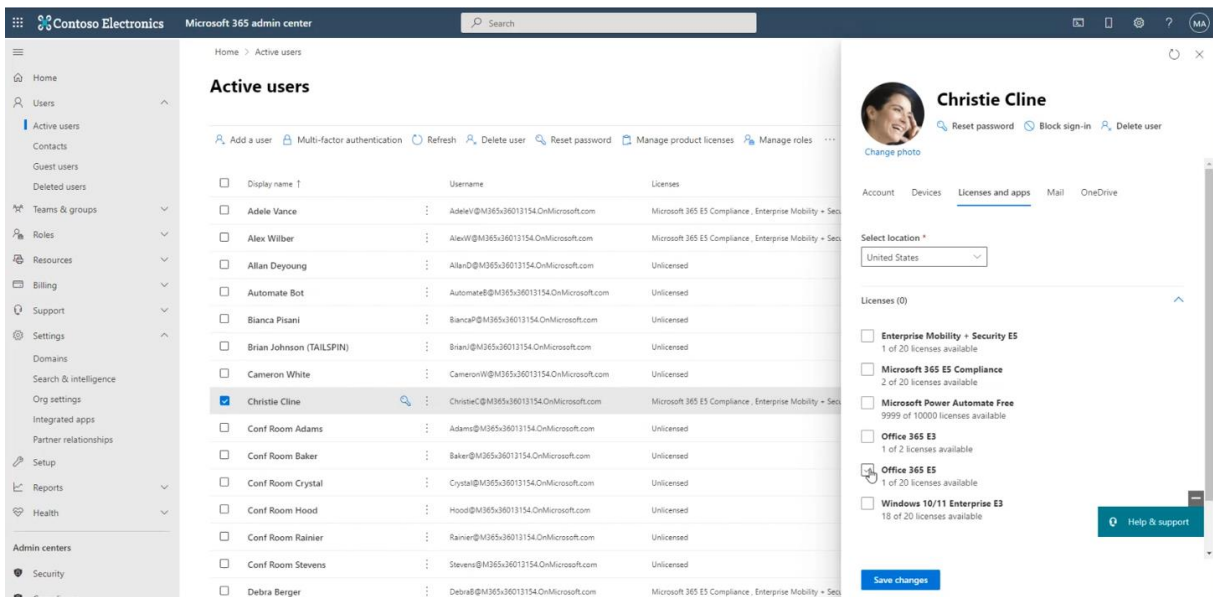 Contoso Electronics
Microsoft 365 admin center
Search
MA
Home
Users
Active users
Contacts
Guest users
Deleted users
Teams & groups
Roles
Resources
Billing
Support
Settings
Domains
Search & intelligence
Org settings
Integrated apps
Partner relationships
Setup
Reports
Health
Admin centers
Security
Home > Active users
Active users
Add a user Multi-factor authentication Refresh Delete user Reset password Manage product licenses Manage roles ...
Display name ↑ Username Licenses
Adele Vance AdeleV@M365x36013154.OnMicrosoft.com Microsoft 365 E5 Compliance , Enterprise Mobility + Secu
Alex Wilber AlexW@M365x36013154.OnMicrosoft.com Microsoft 365 E5 Compliance , Enterprise Mobility + Secu
Allan Deyoung AllanD@M365x36013154.OnMicrosoft.com Unlicensed
Automate Bot AutomateB@M365x36013154.OnMicrosoft.com Unlicensed
Bianca Pisani BiancaP@M365x36013154.OnMicrosoft.com Unlicensed
Brian Johnson (TAILSPIN) BrianJ@M365x36013154.OnMicrosoft.com Unlicensed
Cameron White CameronW@M365x36013154.OnMicrosoft.com Unlicensed
Christie Cline ChristieC@M365x36013154.OnMicrosoft.com Microsoft 365 E5 Compliance , Enterprise Mobility + Secu
Conf Room Adams Adams@M365x36013154.OnMicrosoft.com Unlicensed
Conf Room Baker Baker@M365x36013154.OnMicrosoft.com Unlicensed
Conf Room Crystal Crystal@M365x36013154.OnMicrosoft.com Unlicensed
Conf Room Hood Hood@M365x36013154.OnMicrosoft.com Unlicensed
Conf Room Rainier Rainier@M365x36013154.OnMicrosoft.com Unlicensed
Conf Room Stevens Stevens@M365x36013154.OnMicrosoft.com Unlicensed
Debra Berger DebraB@M365x36013154.OnMicrosoft.com Microsoft 365 E5 Compliance , Enterprise Mobility + Secu
Christie Cline
Reset password Block sign-in Delete user
Change photo
Account Devices Licenses and apps Mail OneDrive
Select location *
United States
Licenses (0)
Enterprise Mobility + Security E5
1 of 20 licenses available
Microsoft 365 E5 Compliance
2 of 20 licenses available
Microsoft Power Automate Free
9999 of 10000 licenses available
Office 365 E3
1 of 2 licenses available
Office 365 E5
1 of 20 licenses available
Windows 10/11 Enterprise E3
18 of 20 licenses available
Help & support
Save changes